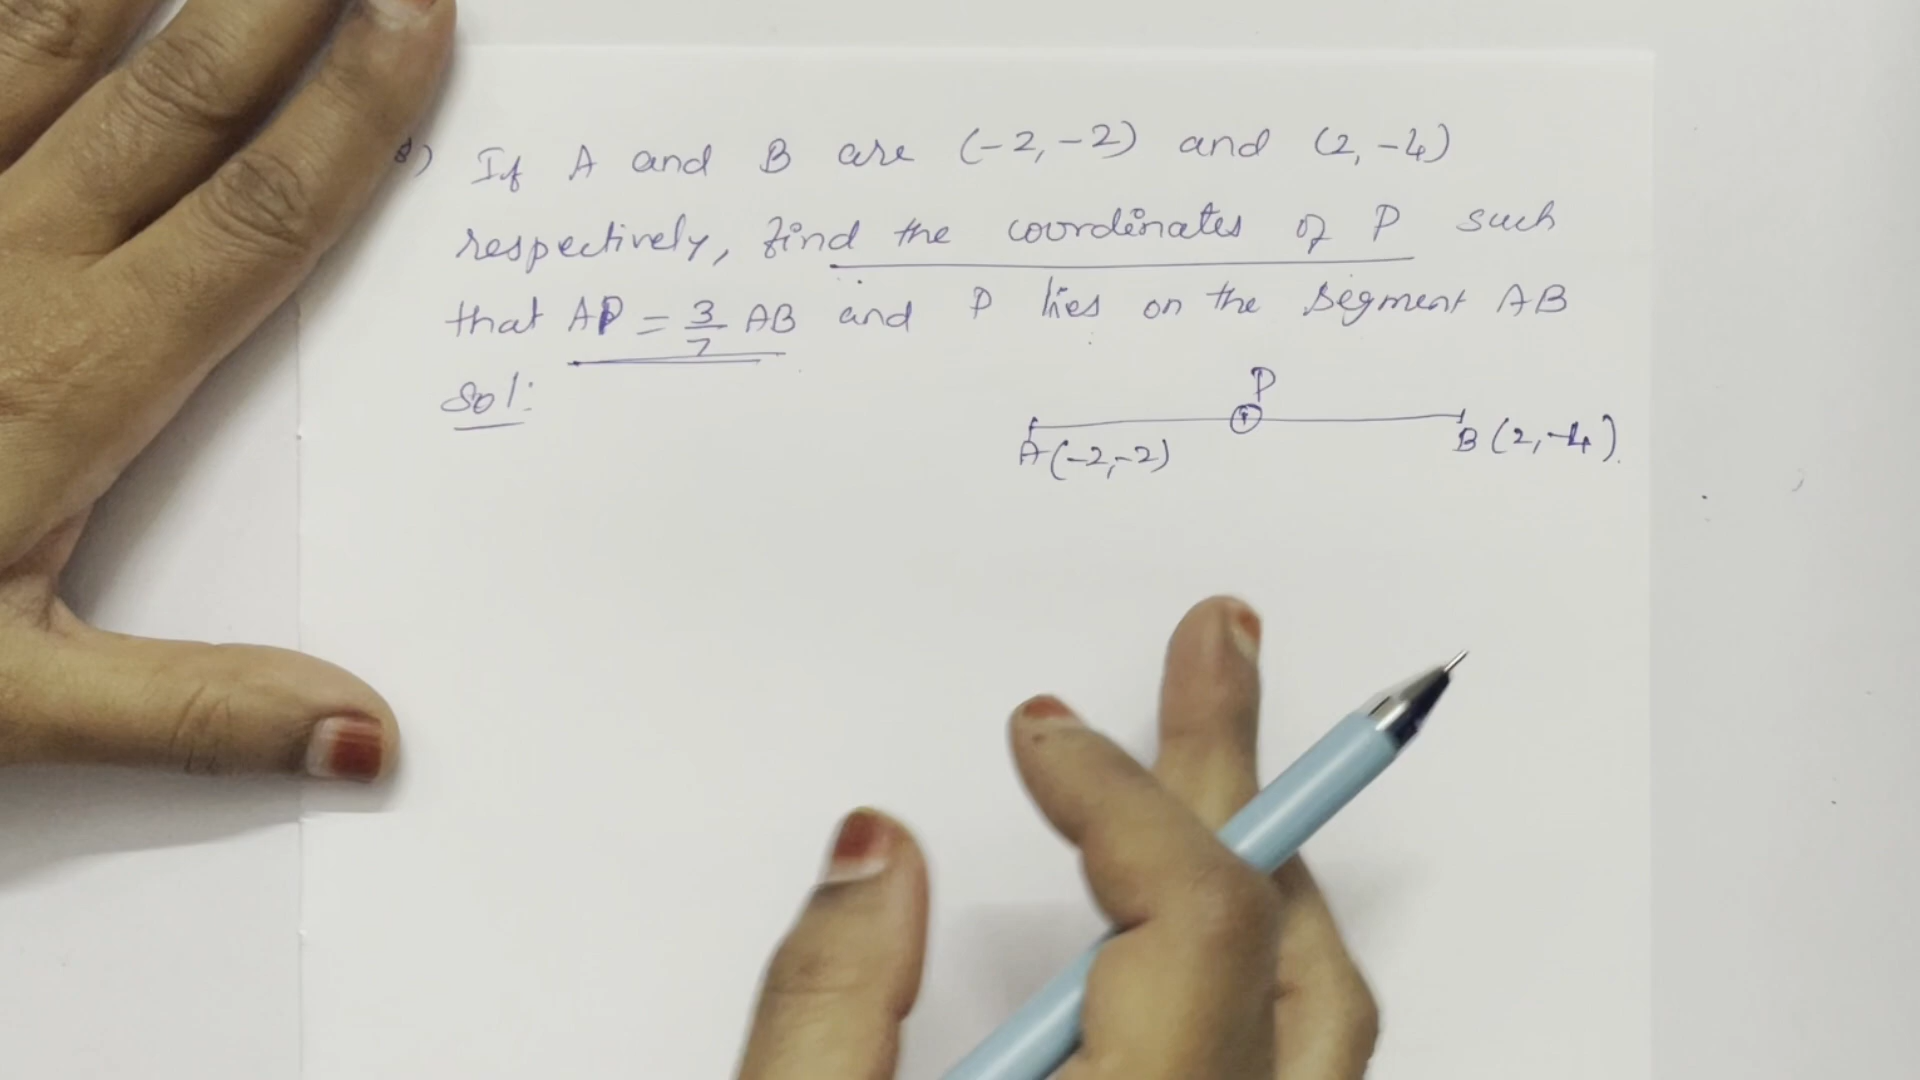 8) If A and B are (-2,-2) and (2,-4)
respectively, find the coordinates of P such
that AP = 3/7 AB and P lies on the segment AB
Sol:
P
A(-2,-2) B(2,-4).